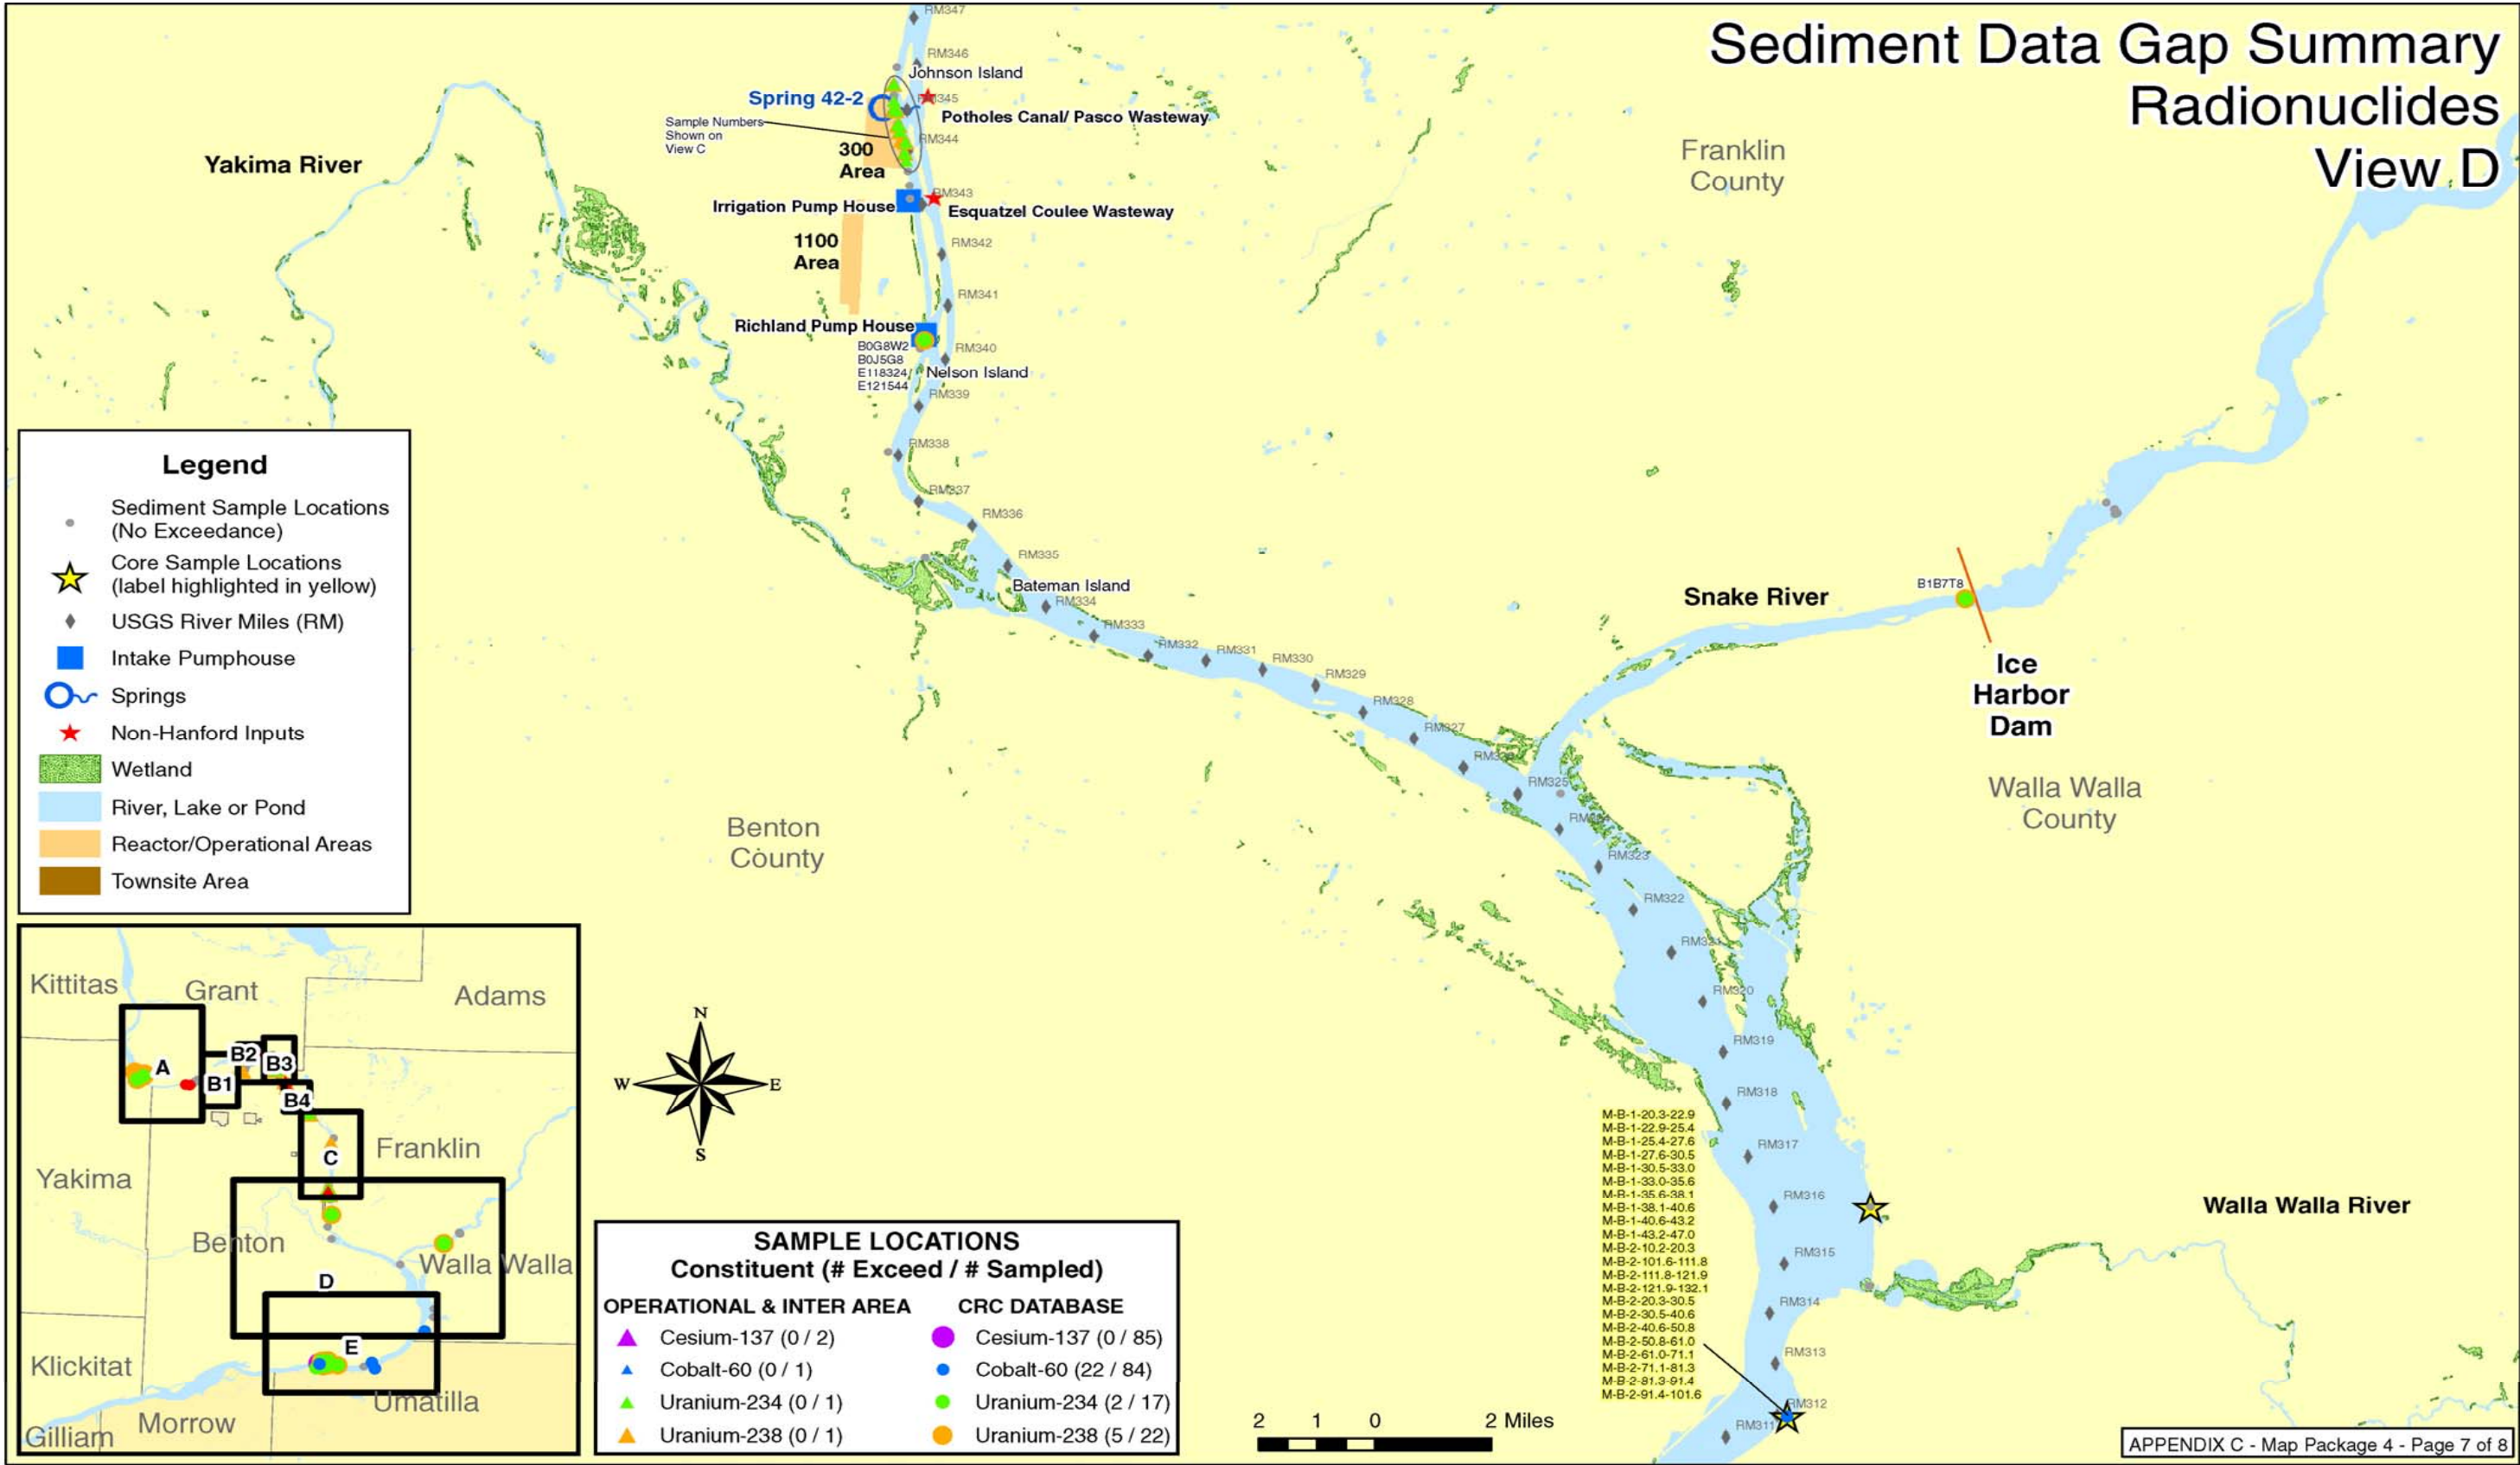 Sediment Data Gap Summary
Radionuclides
View D
RM347
RM346
Johnson Island
Spring 42-2
RM345
Potholes Canal/ Pasco Wasteway
Sample Numbers
Shown on
View C
RM344
300
Area
Yakima River
Franklin
County
RM343
Irrigation Pump House
Esquatzel Coulee Wasteway
1100
Area
RM342
RM341
Richland Pump House
B0G8W2
B0J5G8
E118324
E121544
RM340
Nelson Island
RM339
RM338
RM337
RM336
RM335
Bateman Island
RM334
RM333
RM332
RM331
RM330
RM329
RM328
RM327
RM325
RM323
RM322
RM321
RM320
RM319
RM318
RM317
RM316
RM315
RM314
RM313
RM312
RM311
Snake River
B1B7T8
Ice
Harbor
Dam
Walla Walla
County
Benton
County
Walla Walla River
Legend
Sediment Sample Locations
(No Exceedance)
Core Sample Locations
(label highlighted in yellow)
USGS River Miles (RM)
Intake Pumphouse
Springs
Non-Hanford Inputs
Wetland
River, Lake or Pond
Reactor/Operational Areas
Townsite Area
Kittitas
Grant
Adams
A
B1
B2
B3
B4
C
Franklin
Yakima
Benton
Walla Walla
D
E
Klickitat
Umatilla
Morrow
Gilliam
N
W
E
S
SAMPLE LOCATIONS
Constituent (# Exceed / # Sampled)
OPERATIONAL & INTER AREA
Cesium-137 (0 / 2)
Cobalt-60 (0 / 1)
Uranium-234 (0 / 1)
Uranium-238 (0 / 1)
CRC DATABASE
Cesium-137 (0 / 85)
Cobalt-60 (22 / 84)
Uranium-234 (2 / 17)
Uranium-238 (5 / 22)
2 1 0 2 Miles
M-B-1-20.3-22.9
M-B-1-22.9-25.4
M-B-1-25.4-27.6
M-B-1-27.6-30.5
M-B-1-30.5-33.0
M-B-1-33.0-35.6
M-B-1-35.6-38.1
M-B-1-38.1-40.6
M-B-1-40.6-43.2
M-B-1-43.2-47.0
M-B-2-10.2-20.3
M-B-2-101.6-111.8
M-B-2-111.8-121.9
M-B-2-121.9-132.1
M-B-2-20.3-30.5
M-B-2-30.5-40.6
M-B-2-40.6-50.8
M-B-2-50.8-61.0
M-B-2-61.0-71.1
M-B-2-71.1-81.3
M-B-2-81.3-91.4
M-B-2-91.4-101.6
APPENDIX C - Map Package 4 - Page 7 of 8